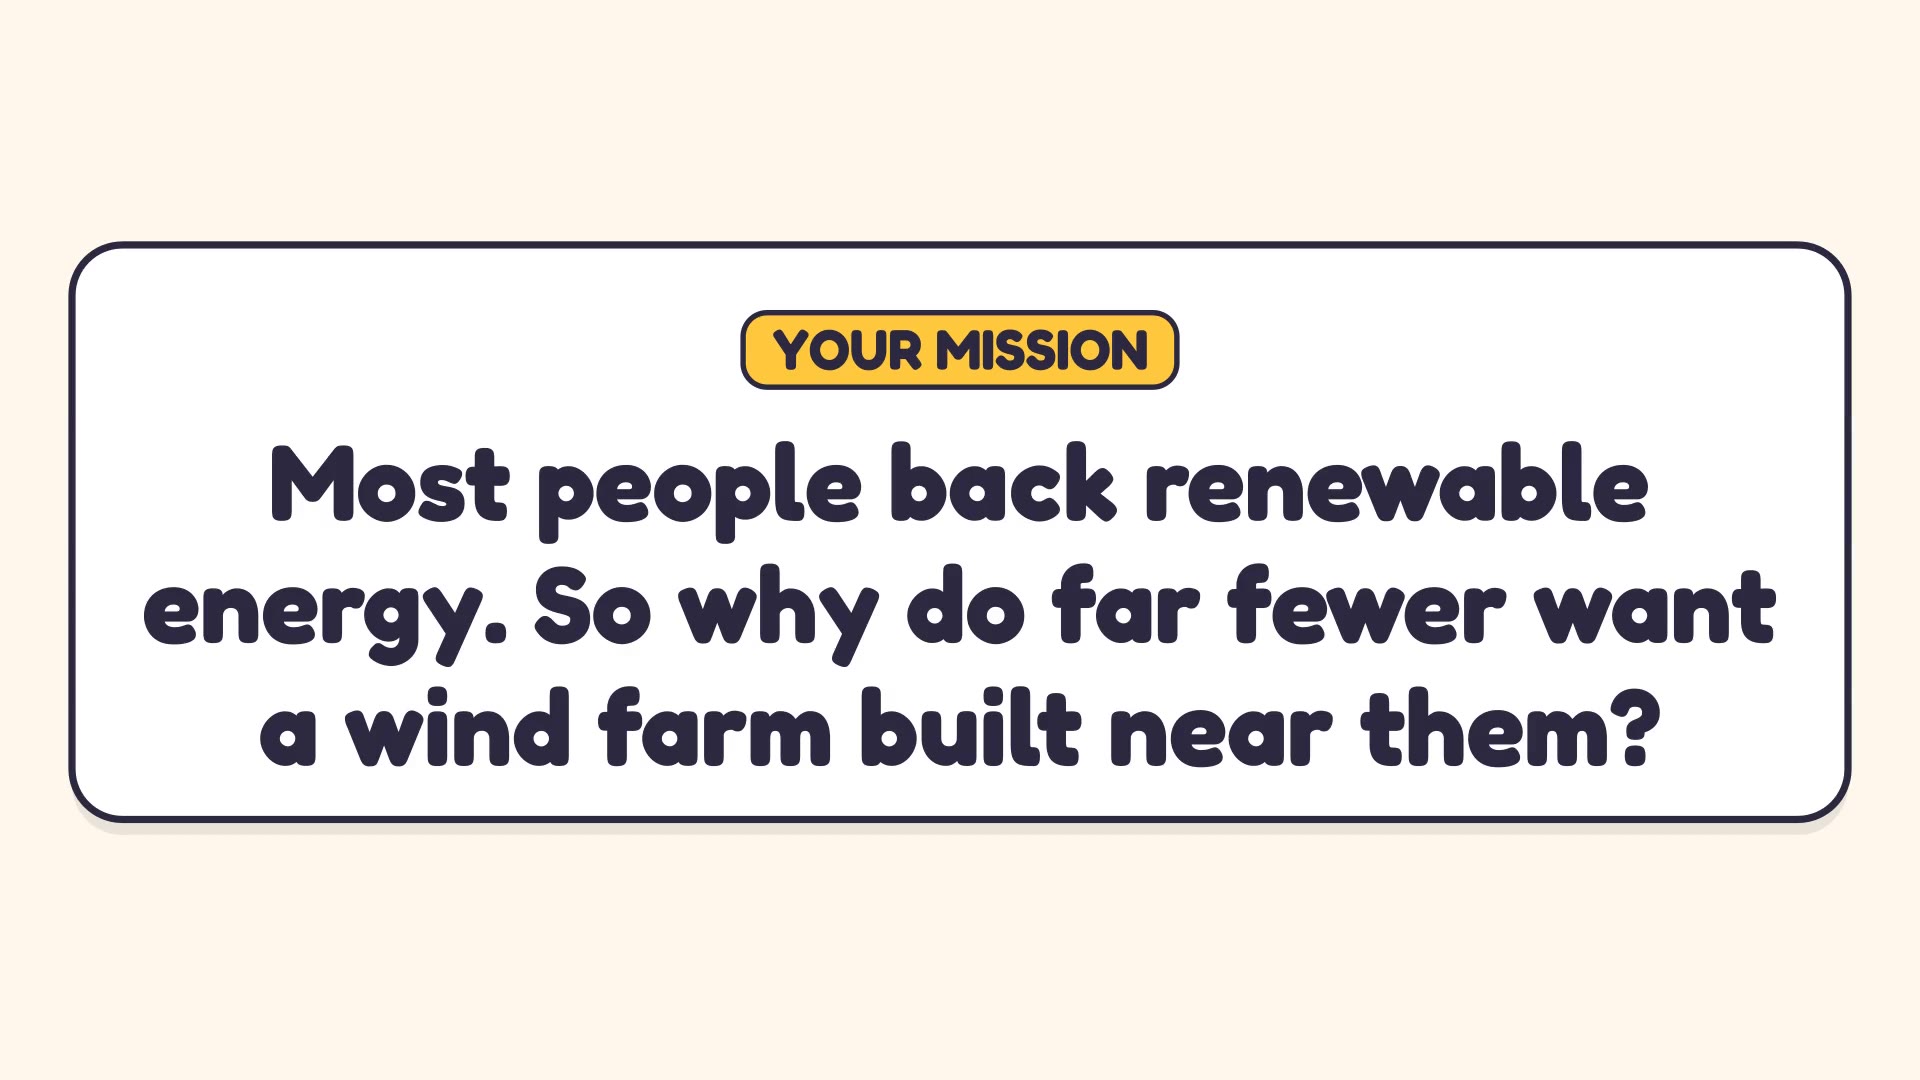 YOUR MISSION
Most people back renewable
energy. So why do far fewer want
a wind farm built near them?